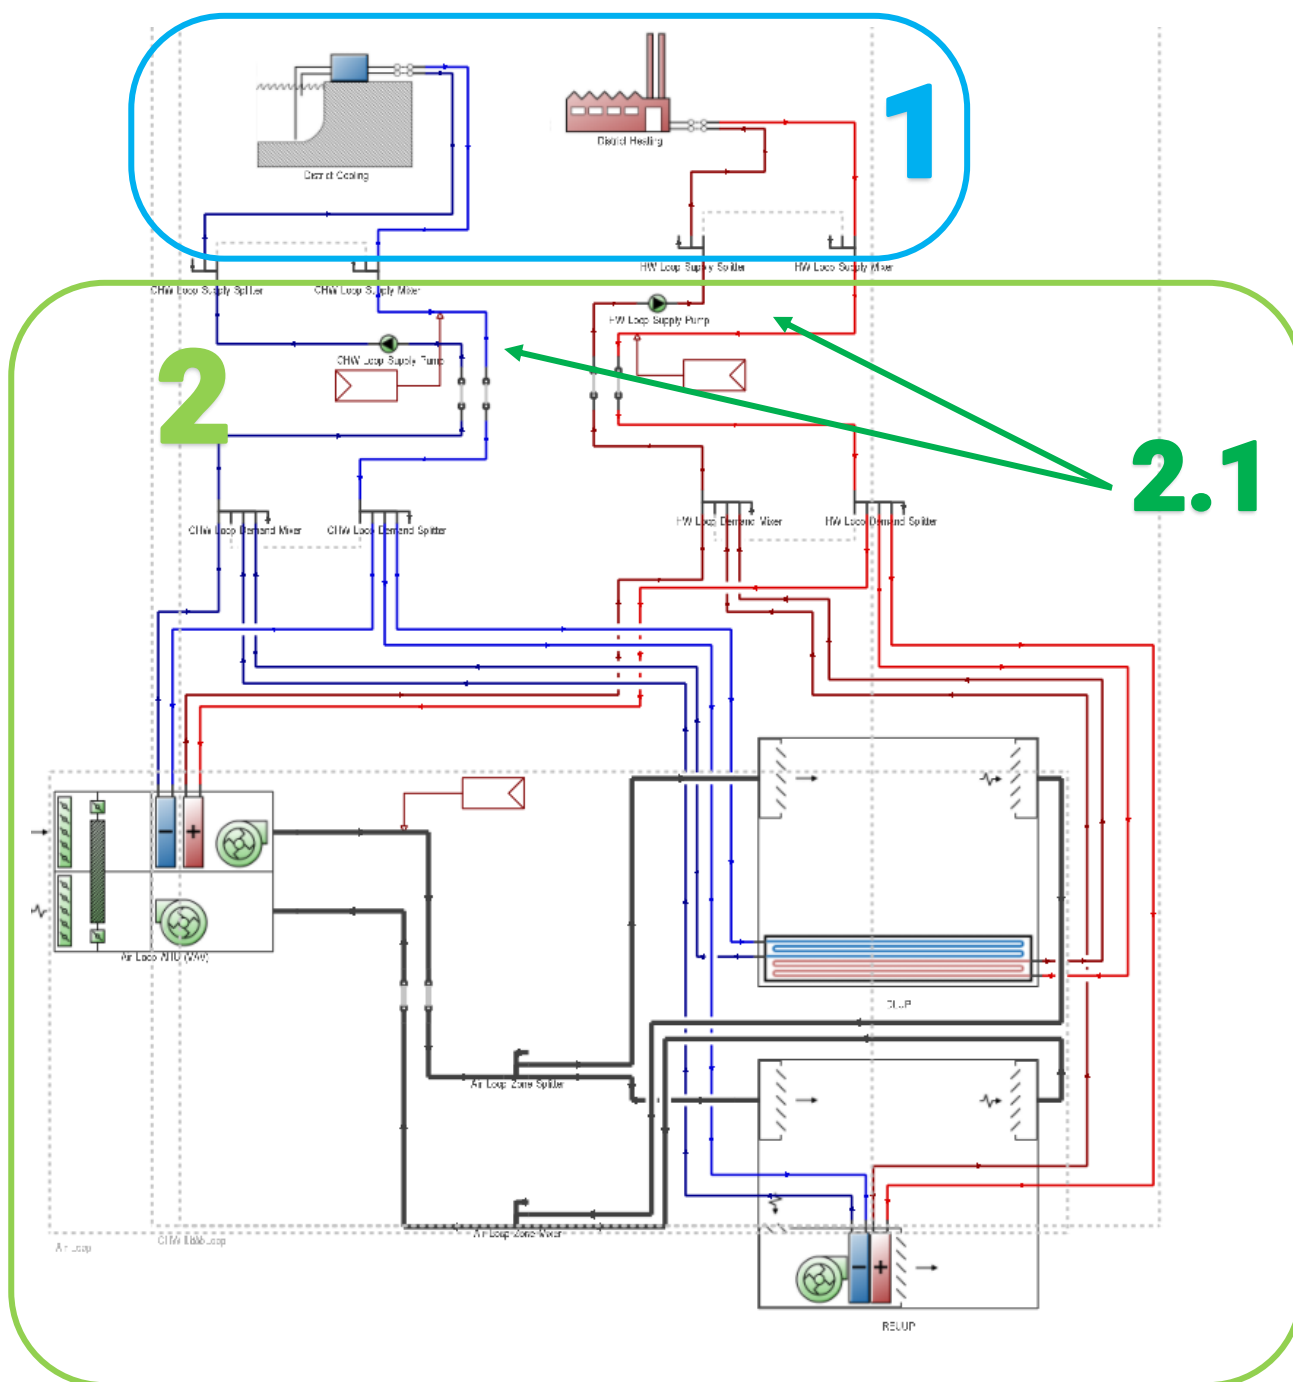 1
District Cooling
District Heating
CHW Loop Supply Splitter
CHW Loop Supply Mixer
HW Loop Supply Splitter
HW Loop Supply Mixer
HW Loop Supply Pump
CHW Loop Supply Pump
2
2.1
CHW Loop Demand Mixer
CHW Loop Demand Splitter
HW Loop Demand Mixer
HW Loop Demand Splitter
Air Loop AHU (VAV)
Air Loop Zone Splitter
Air Loop Zone Mixer
Air Loop